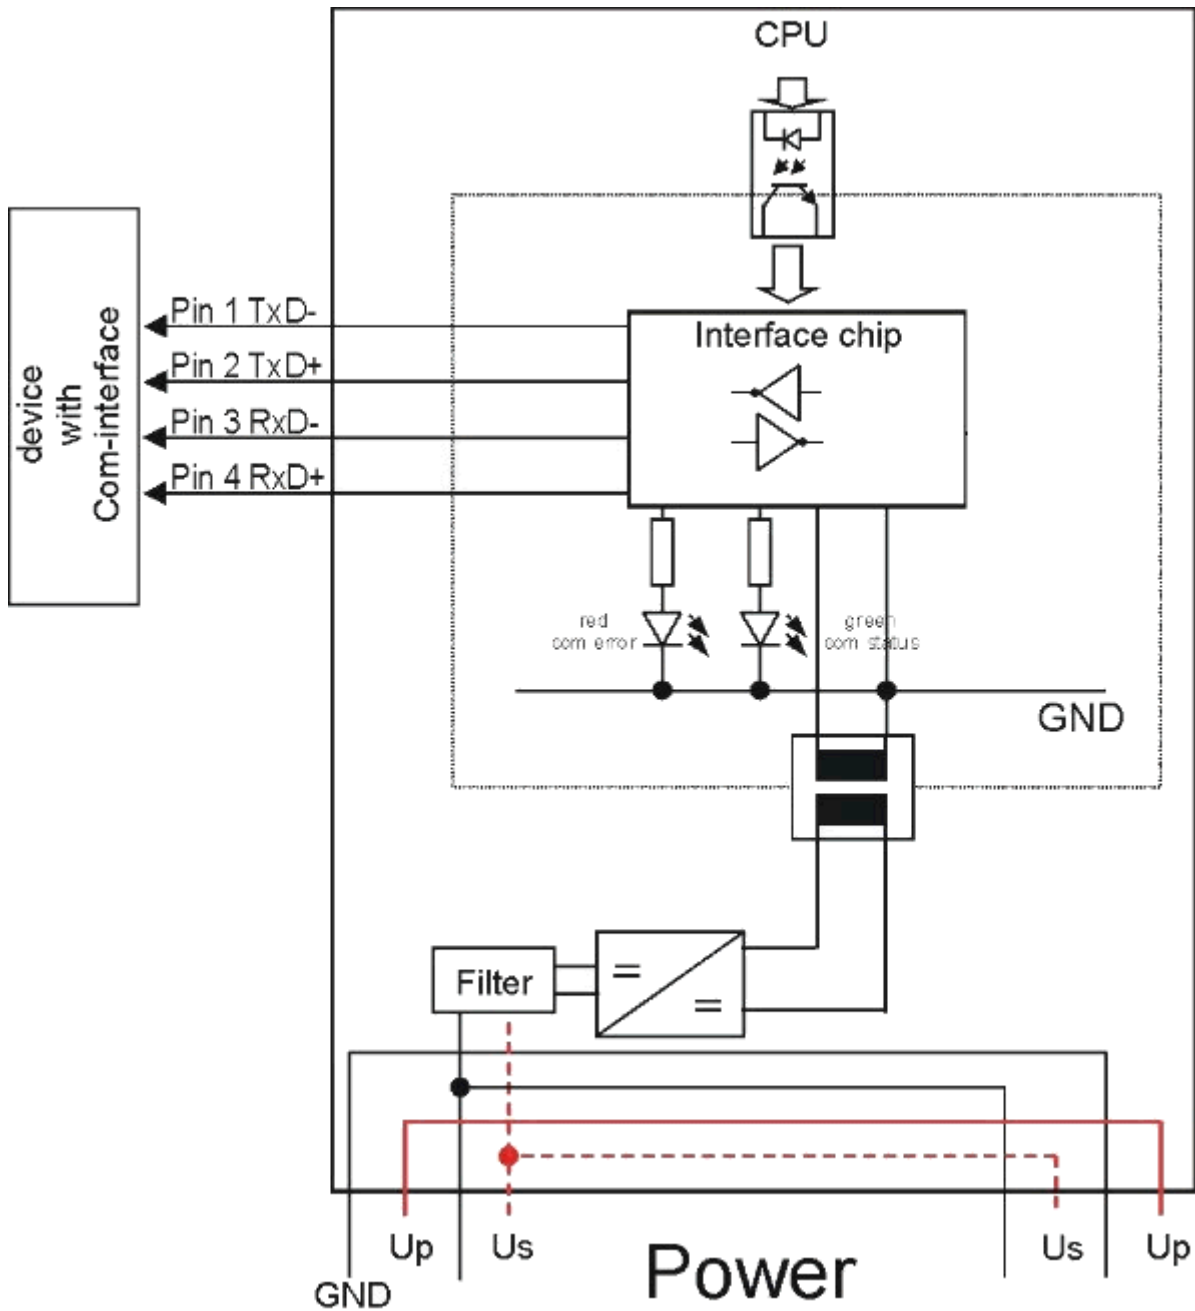 CPU
Interface chip
Pin 1 TxD-
Pin 2 TxD+
Pin 3 RxD-
Pin 4 RxD+
device
with
Com-interface
red
com error
green
com status
GND
Filter
=
=
Up
Us
Us
Up
GND
Power